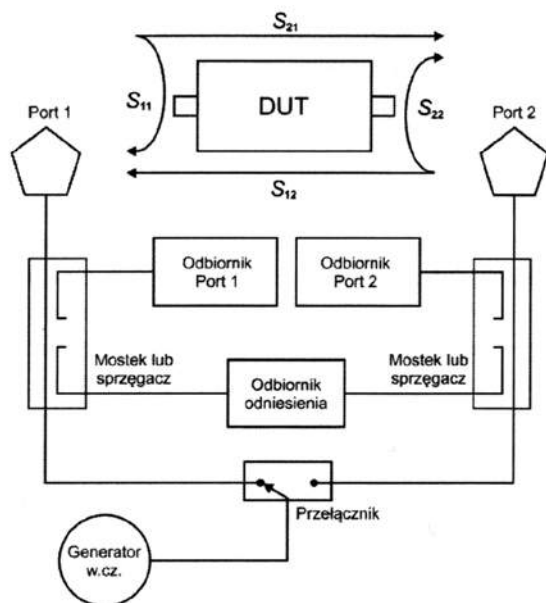 S21
Port 1
S11
DUT
S22
Port 2
S12
Odbiornik
Port 1
Odbiornik
Port 2
Mostek lub
sprzęgacz
Odbiornik
odniesienia
Mostek lub
sprzęgacz
Przełącznik
Generator
w.cz.